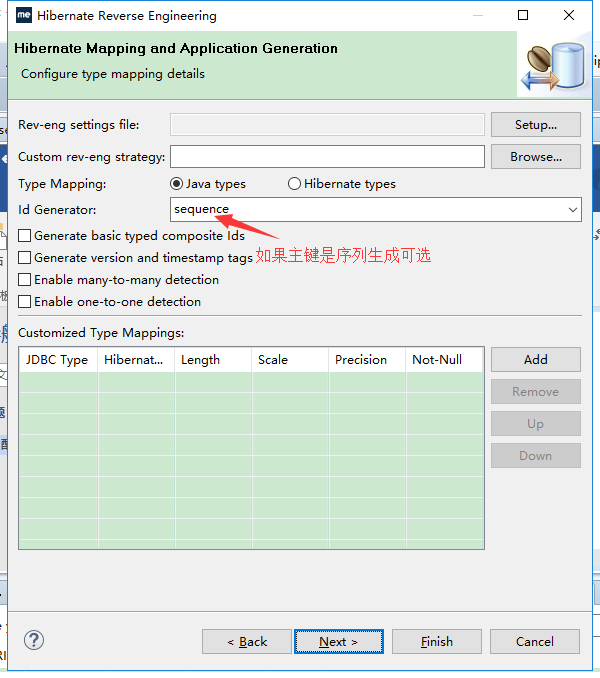 me Hibernate Reverse Engineering
Hibernate Mapping and Application Generation
Configure type mapping details
Rev-eng settings file: Setup...
Custom rev-eng strategy: Browse...
Type Mapping: Java types Hibernate types
Id Generator: sequence
Generate basic typed composite Ids
Generate version and timestamp tags 如果主键是序列生成可选
Enable many-to-many detection
Enable one-to-one detection
Customized Type Mappings:
JDBC Type Hibernat... Length Scale Precision Not-Null Add
Remove
Up
Down
? < Back Next > Finish Cancel